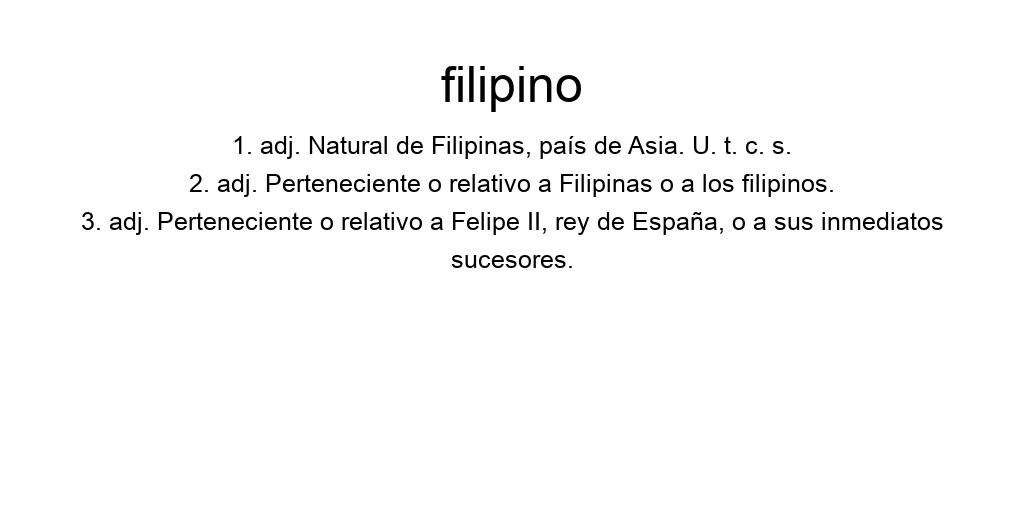 filipino
1. adj. Natural de Filipinas, país de Asia. U. t. c. s.
2. adj. Perteneciente o relativo a Filipinas o a los filipinos.
3. adj. Perteneciente o relativo a Felipe II, rey de España, o a sus inmediatos
sucesores.